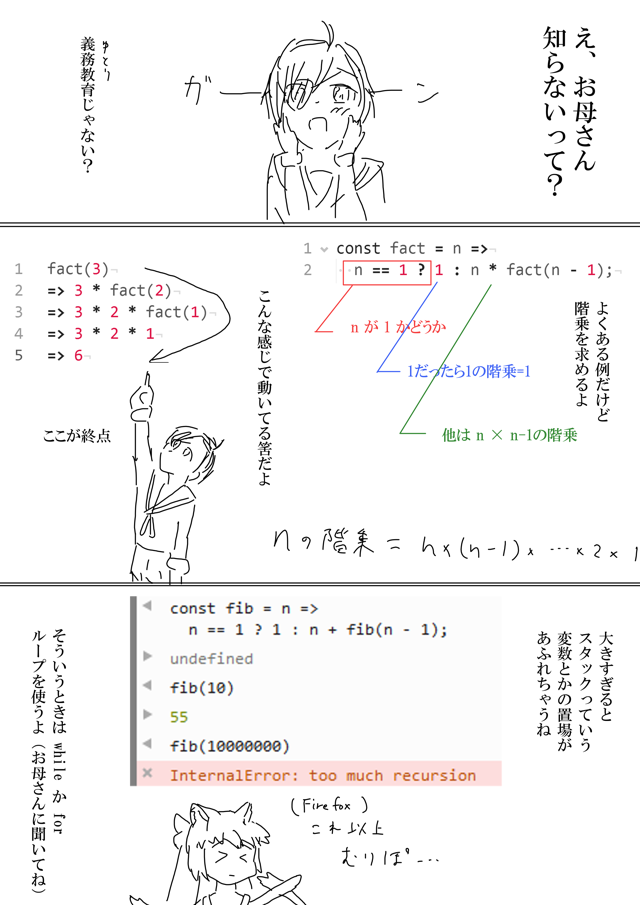 え、お母さん
知らないって？
ガーーン
ゆとり
義務教育じゃない？
1 const fact = n =>
2 n == 1 ? 1 : n * fact(n - 1);
n が 1 かどうか
1だったら1の階乗=1
他は n × n-1の階乗
よくある例だけど
階乗を求めるよ
1 fact(3)
2 => 3 * fact(2)
3 => 3 * 2 * fact(1)
4 => 3 * 2 * 1
5 => 6
こんな感じで動いてる筈だよ
ここが終点
nの階乗 = n×(n-1)× … ×2×1
大きすぎると
スタックっていう
変数とかの置場が
あふれちゃうね
const fib = n =>
n == 1 ? 1 : n + fib(n - 1);
undefined
fib(10)
55
fib(10000000)
InternalError: too much recursion
(Firefox)
これ以上
むりぽ…
そういうときは while か for
ループを使うよ（お母さんに聞いてね）